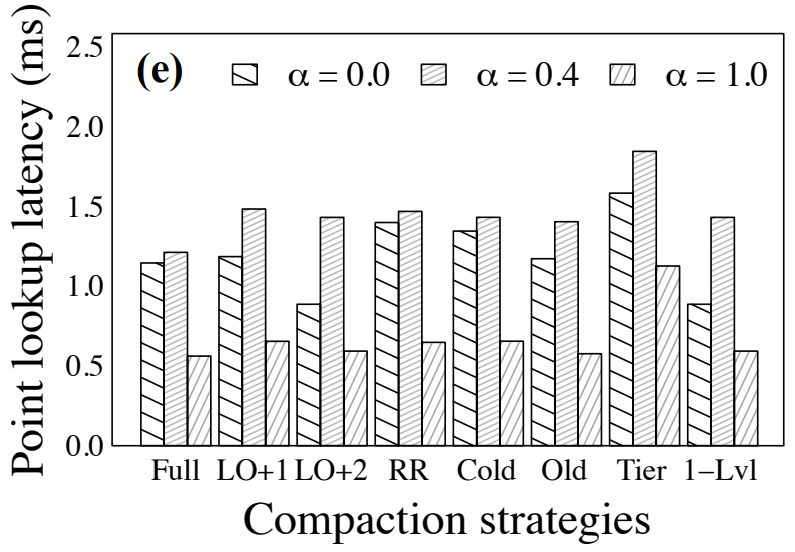 Point lookup latency (ms)
2.5
2.0
1.5
1.0
0.5
0.0
(e)
α = 0.0 α = 0.4 α = 1.0
Full LO+1 LO+2 RR Cold Old Tier 1−Lvl
Compaction strategies